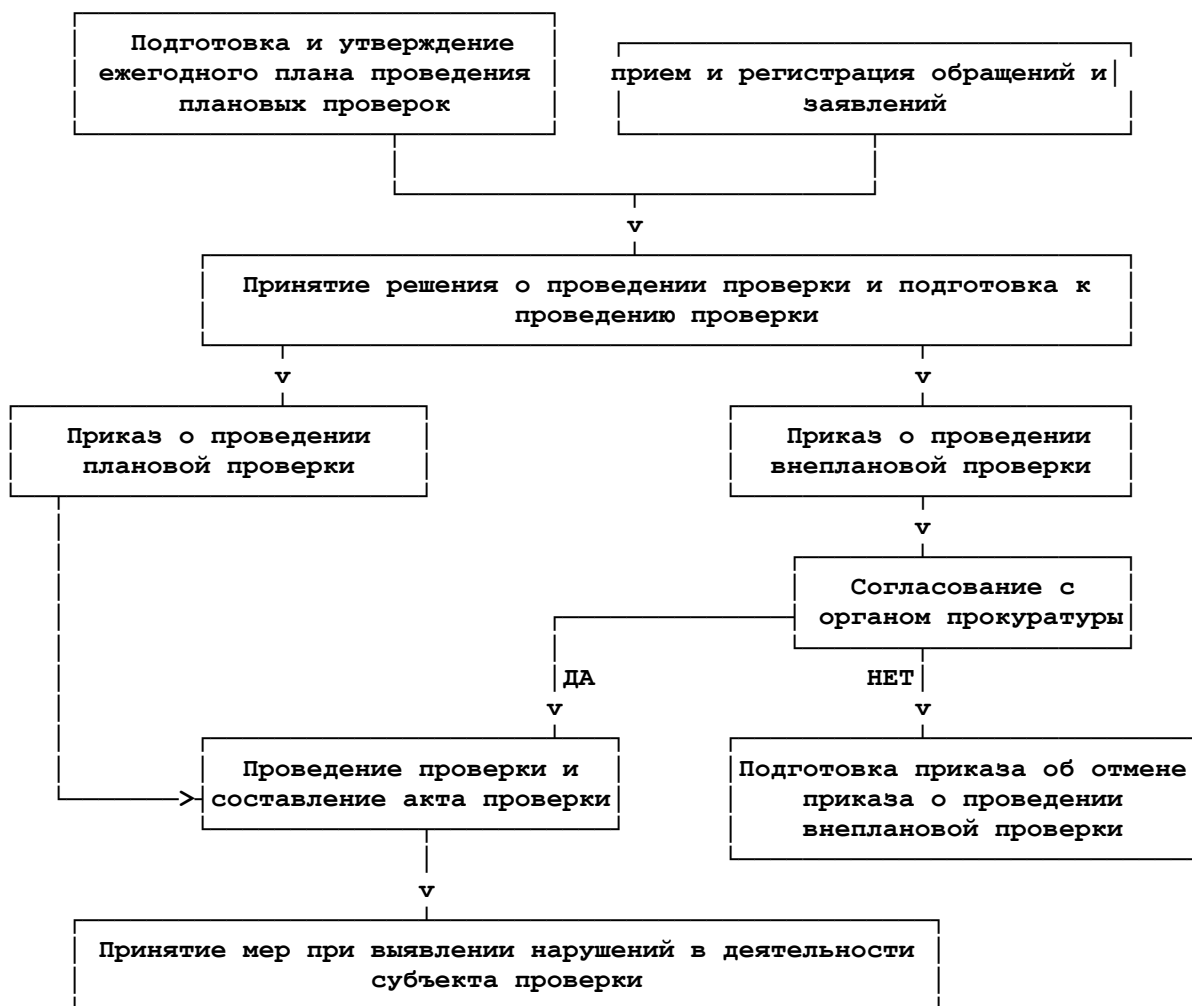 Подготовка и утверждение
ежегодного плана проведения
плановых проверок
прием и регистрация обращений и
заявлений
v
Принятие решения о проведении проверки и подготовка к
проведению проверки
v
v
Приказ о проведении
плановой проверки
Приказ о проведении
внеплановой проверки
v
Согласование с
органом прокуратуры
ДА
НЕТ
v
v
Проведение проверки и
составление акта проверки
>
Подготовка приказа об отмене
приказа о проведении
внеплановой проверки
v
Принятие мер при выявлении нарушений в деятельности
субъекта проверки